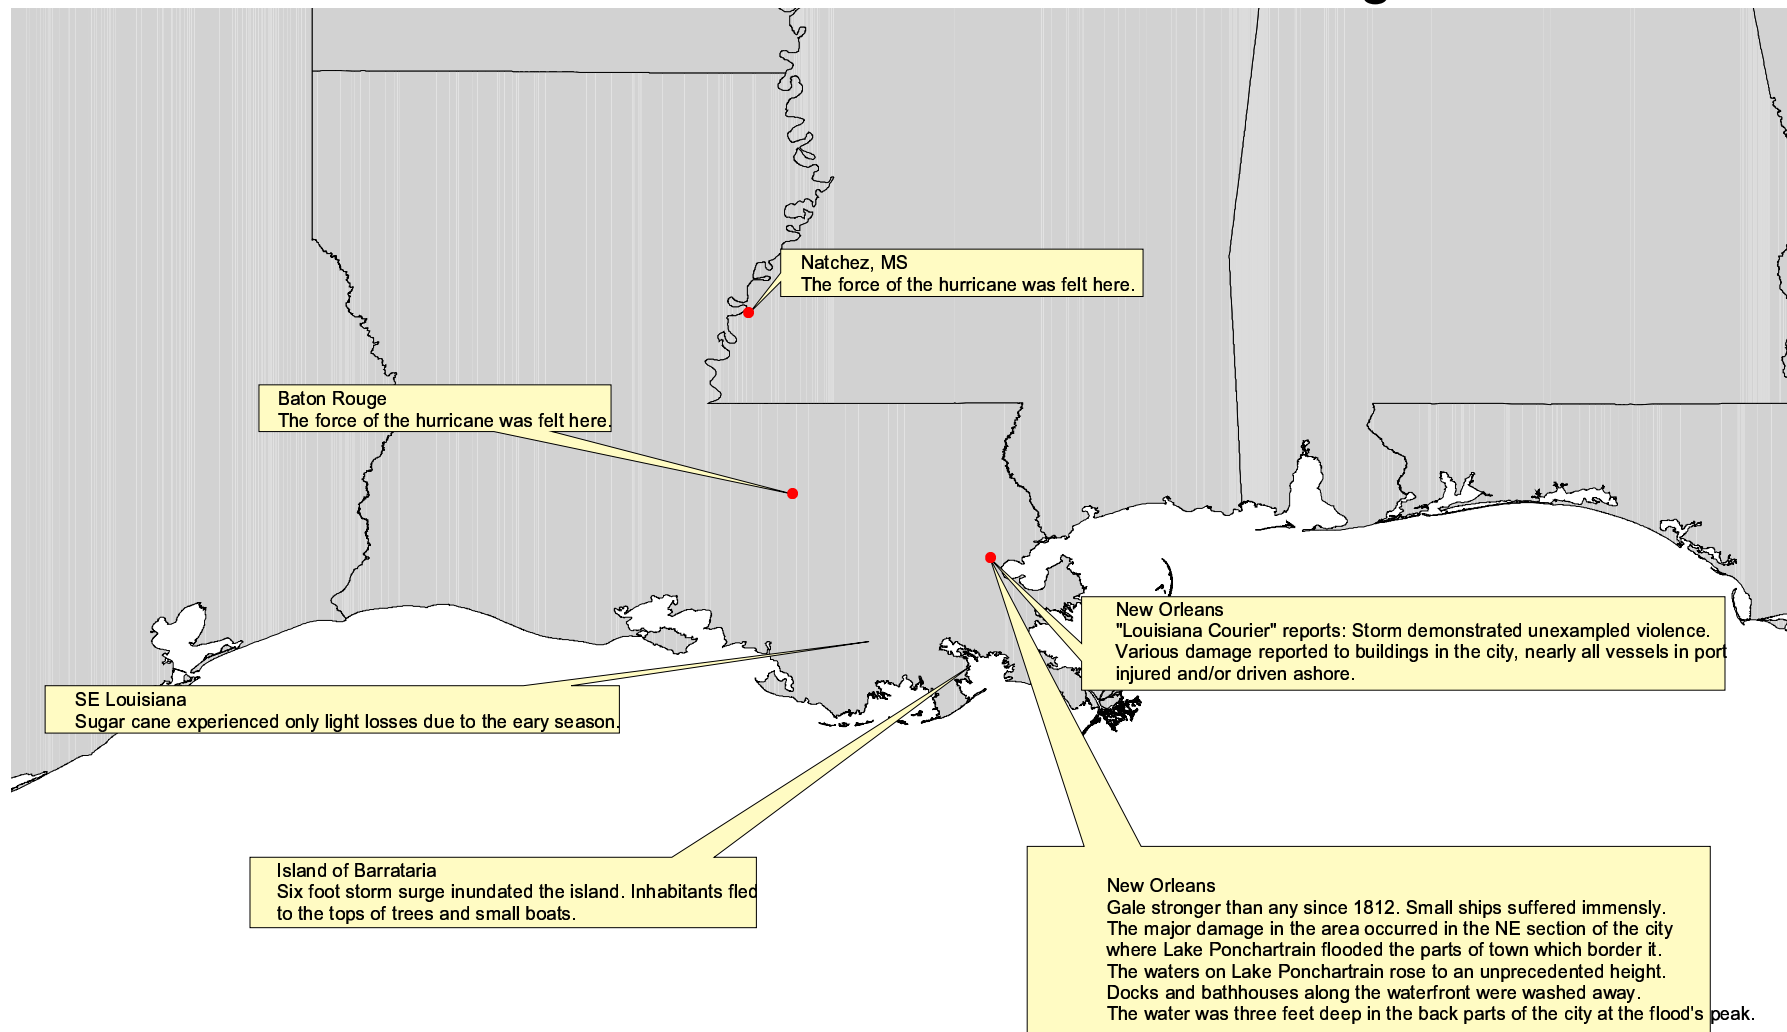 Natchez, MS
The force of the hurricane was felt here.
Baton Rouge
The force of the hurricane was felt here.
New Orleans
"Louisiana Courier" reports: Storm demonstrated unexampled violence.
Various damage reported to buildings in the city, nearly all vessels in port
injured and/or driven ashore.
SE Louisiana
Sugar cane experienced only light losses due to the eary season.
Island of Barrataria
Six foot storm surge inundated the island. Inhabitants fled
to the tops of trees and small boats.
New Orleans
Gale stronger than any since 1812. Small ships suffered immensly.
The major damage in the area occurred in the NE section of the city
where Lake Ponchartrain flooded the parts of town which border it.
The waters on Lake Ponchartrain rose to an unprecedented height.
Docks and bathhouses along the waterfront were washed away.
The water was three feet deep in the back parts of the city at the flood's peak.